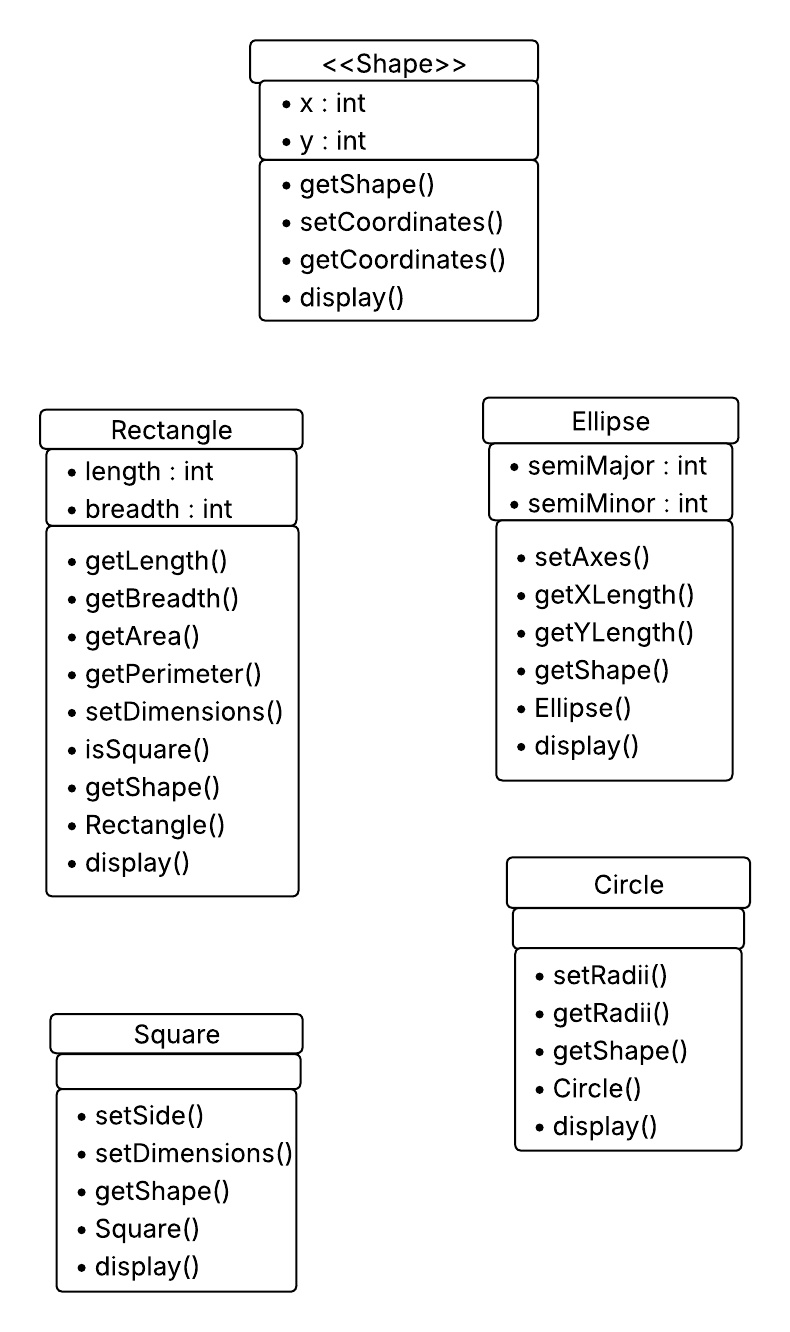 <<Shape>>
• x : int
• y : int
• getShape()
• setCoordinates()
• getCoordinates()
• display()
Rectangle
• length : int
• breadth : int
• getLength()
• getBreadth()
• getArea()
• getPerimeter()
• setDimensions()
• isSquare()
• getShape()
• Rectangle()
• display()
Ellipse
• semiMajor : int
• semiMinor : int
• setAxes()
• getXLength()
• getYLength()
• getShape()
• Ellipse()
• display()
Circle
• setRadii()
• getRadii()
• getShape()
• Circle()
• display()
Square
• setSide()
• setDimensions()
• getShape()
• Square()
• display()